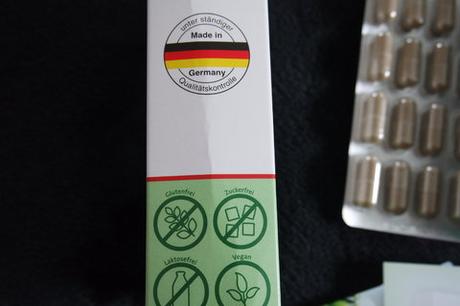 unter ständiger
Made in
Germany
Qualitätskontrolle
Glutenfrei
Zuckerfrei
Laktosefrei
Vegan